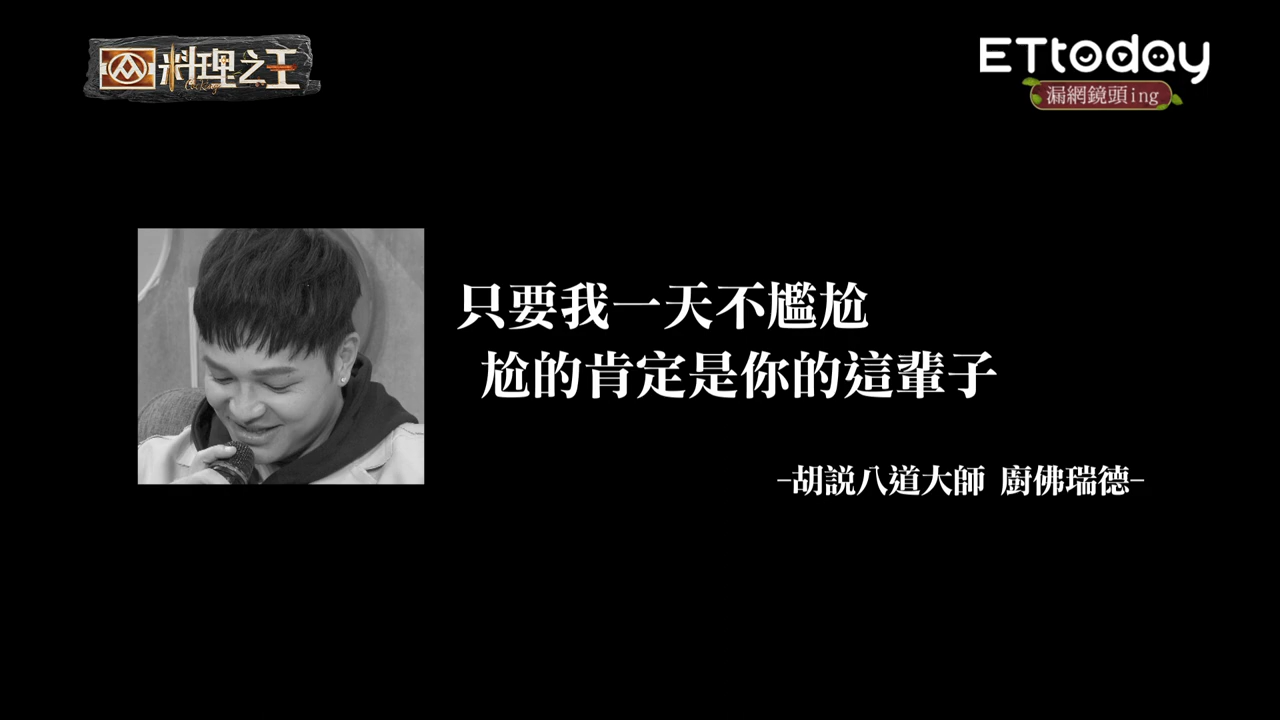 料理之王
ETtoday
漏網鏡頭ing
只要我一天不尷尬
尬的肯定是你的這輩子
-胡説八道大師 廚佛瑞德-